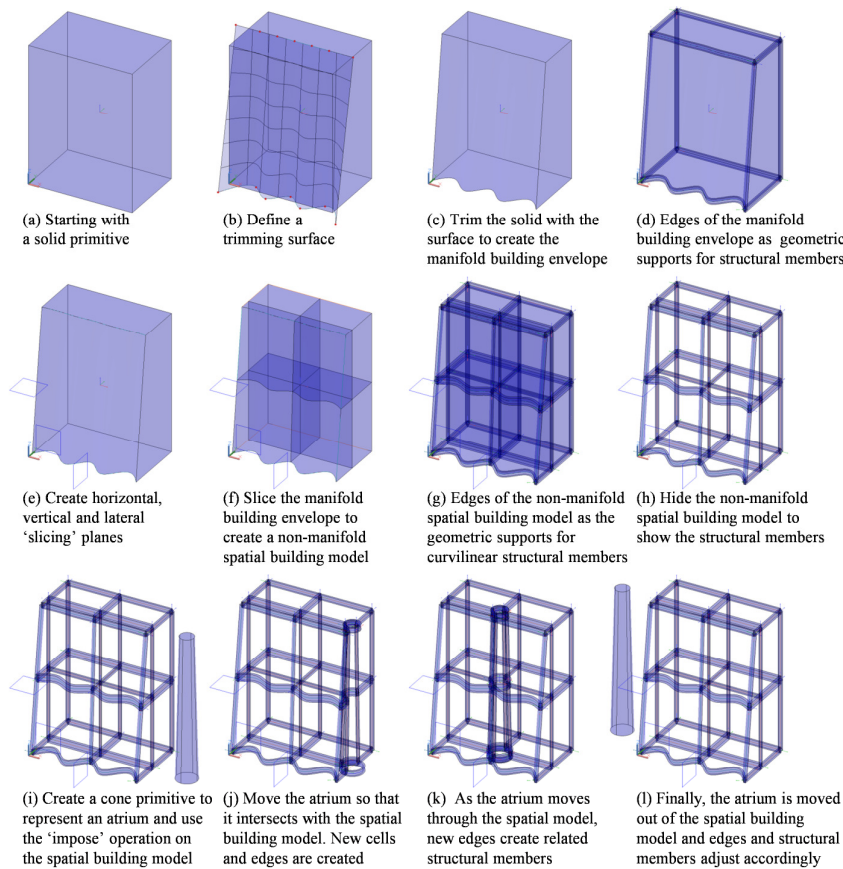 (a) Starting with
a solid primitive
(b) Define a
trimming surface
(c) Trim the solid with the
surface to create the
manifold building envelope
(d) Edges of the manifold
building envelope as geometric
supports for structural members
(e) Create horizontal,
vertical and lateral
‘slicing’ planes
(f) Slice the manifold
building envelope to
create a non-manifold
spatial building model
(g) Edges of the non-manifold
spatial building model as the
geometric supports for
curvilinear structural members
(h) Hide the non-manifold
spatial building model to
show the structural members
(i) Create a cone primitive to
represent an atrium and use
the ‘impose’ operation on
the spatial building model
(j) Move the atrium so that
it intersects with the spatial
building model. New cells
and edges are created
(k) As the atrium moves
through the spatial model,
new edges create related
structural members
(l) Finally, the atrium is moved
out of the spatial building
model and edges and structural
members adjust accordingly